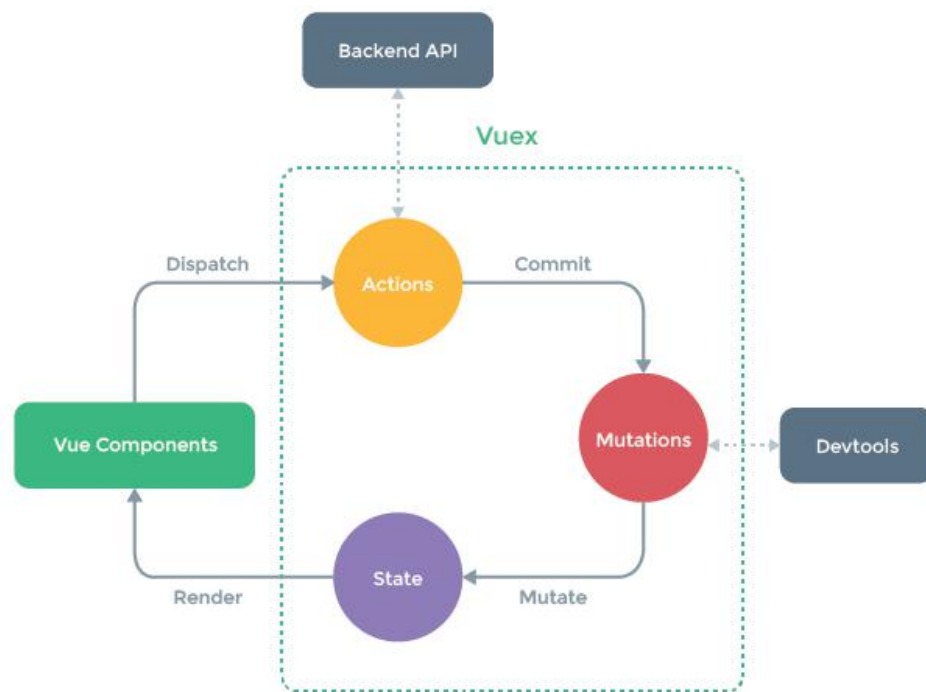 Backend API
Vuex
Dispatch
Actions
Commit
Vue Components
Mutations
Devtools
State
Render
Mutate